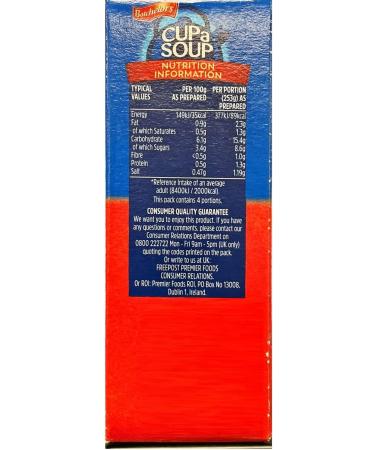 Batchelors
CUP a
SOUP
NUTRITION
INFORMATION
TYPICAL PER 100g PER PORTION
VALUES AS PREPARED (253g) AS
PREPARED
Energy 149kJ/35kcal 377kJ/89kcal
Fat 0.9g 2.3g
of which Saturates 0.5g 1.3g
Carbohydrate 6.1g 15.4g
of which Sugars 3.4g 8.6g
Fibre <0.5g 1.0g
Protein 0.5g 1.3g
Salt 0.47g 1.19g
*Reference Intake of an average
adult (8400kJ / 2000kcal).
This pack contains 4 portions.
CONSUMER QUALITY GUARANTEE
We want you to enjoy this product. If you have
any questions or comments, please contact our
Consumer Relations Department on
0800 222722 Mon - Fri 9am - 5pm (UK only)
quoting the codes printed on the pack.
Or write to us at UK:
FREEPOST PREMIER FOODS
CONSUMER RELATIONS.
Or ROI: Premier Foods ROI, PO Box No 13008,
Dublin 1, Ireland.